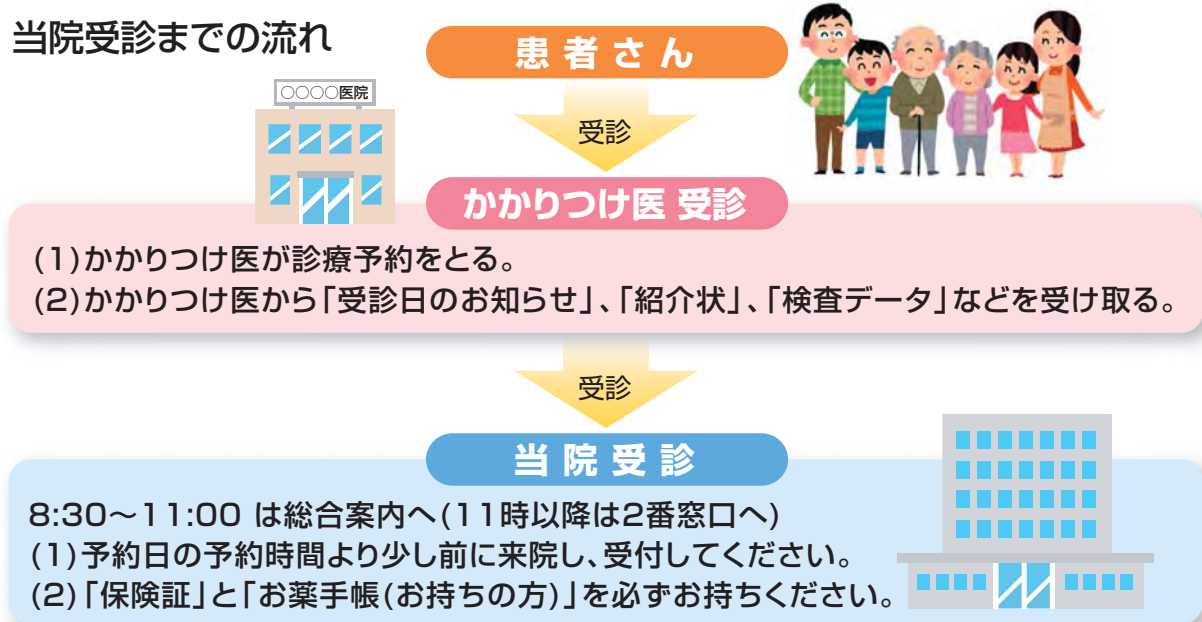 当院受診までの流れ
患者さん
○○○○医院
受診
かかりつけ医 受診
(1)かかりつけ医が診療予約をとる。
(2)かかりつけ医から「受診日のお知らせ」、「紹介状」、「検査データ」などを受け取る。
受診
当院受診
8:30～11:00 は総合案内へ(11時以降は2番窓口へ)
(1)予約日の予約時間より少し前に来院し、受付してください。
(2)「保険証」と「お薬手帳(お持ちの方)」を必ずお持ちください。